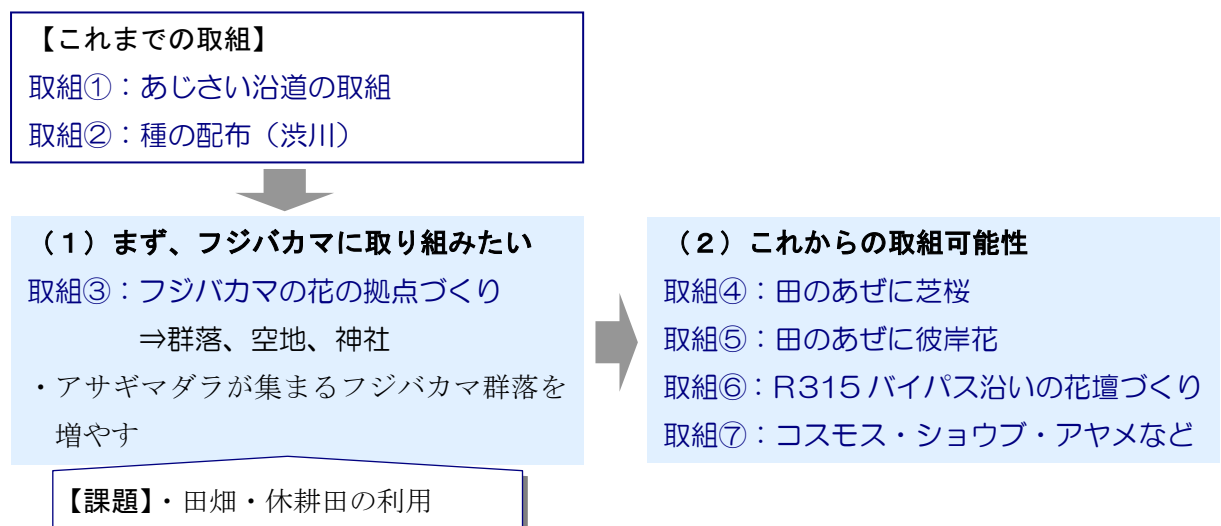 【これまでの取組】
取組①：あじさい沿道の取組
取組②：種の配布（渋川）
（１）まず、フジバカマに取り組みたい
取組③：フジバカマの花の拠点づくり
⇒群落、空地、神社
・アサギマダラが集まるフジバカマ群落を
増やす
【課題】・田畑・休耕田の利用
（２）これからの取組可能性
取組④：田のあぜに芝桜
取組⑤：田のあぜに彼岸花
取組⑥：R315 バイパス沿いの花壇づくり
取組⑦：コスモス・ショウブ・アヤメなど